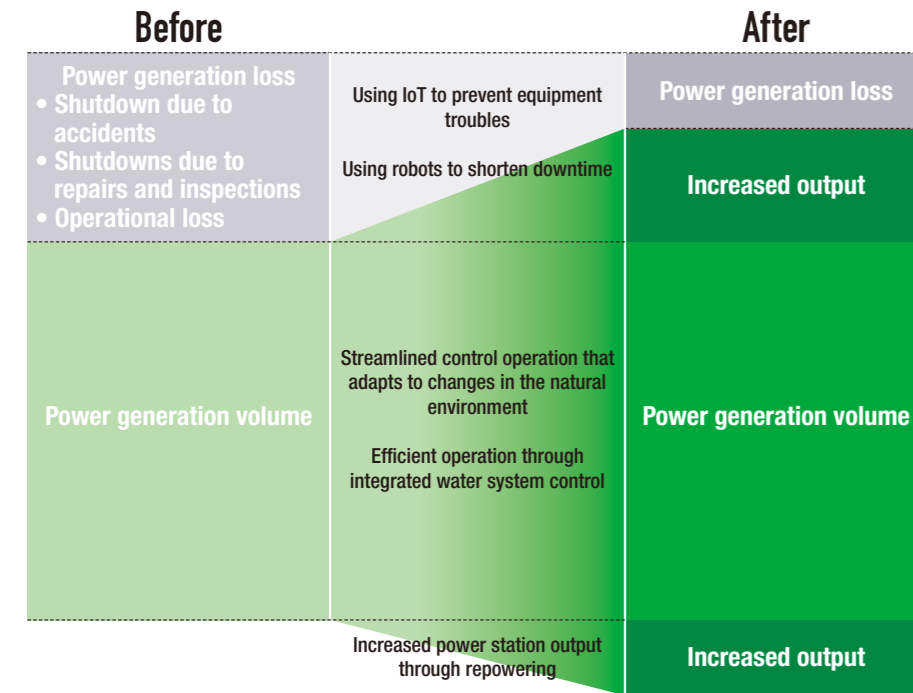 Before
After
Power generation loss
• Shutdown due to
accidents
• Shutdowns due to
repairs and inspections
• Operational loss
Using IoT to prevent equipment
troubles
Using robots to shorten downtime
Power generation loss
Increased output
Power generation volume
Streamlined control operation that
adapts to changes in the natural
environment
Efficient operation through
integrated water system control
Power generation volume
Increased power station output
through repowering
Increased output